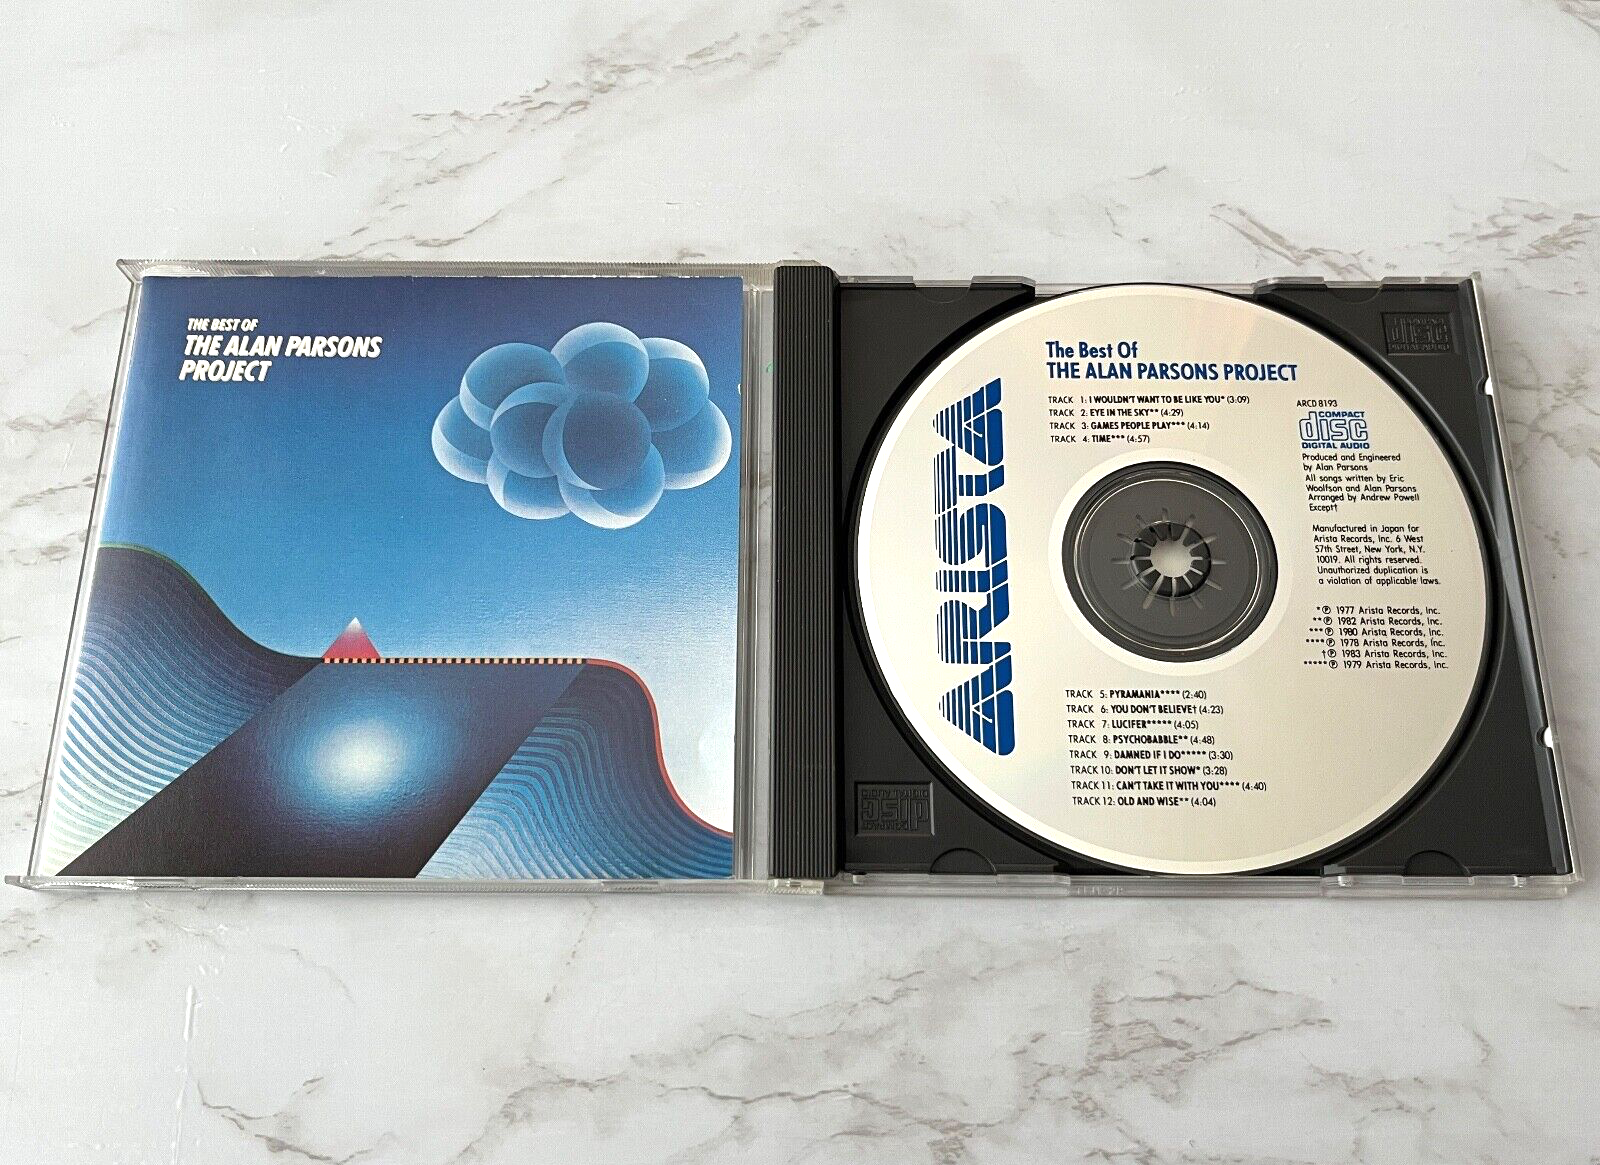 THE BEST OF
THE ALAN PARSONS
PROJECT
The Best Of
THE ALAN PARSONS PROJECT
TRACK 1: I WOULDN'T WANT TO BE LIKE YOU* (3:09)
TRACK 2: EYE IN THE SKY** (4:29)
TRACK 3: GAMES PEOPLE PLAY*** (4:14)
TRACK 4: TIME*** (4:57)
ARISTA
ARCD 8193
COMPACT
disc
DIGITAL AUDIO
Produced and Engineered
by Alan Parsons
All songs written by Eric
Woolfson and Alan Parsons
Arranged by Andrew Powell
Except†
Manufactured in Japan for
Arista Records, Inc. 6 West
57th Street, New York, N.Y.
10019. All rights reserved.
Unauthorized duplication is
a violation of applicable laws.
*℗ 1977 Arista Records, Inc.
**℗ 1982 Arista Records, Inc.
***℗ 1980 Arista Records, Inc.
****℗ 1978 Arista Records, Inc.
†℗ 1983 Arista Records, Inc.
*****℗ 1979 Arista Records, Inc.
TRACK 5: PYRAMANIA**** (2:40)
TRACK 6: YOU DON'T BELIEVE† (4:23)
TRACK 7: LUCIFER***** (4:05)
TRACK 8: PSYCHOBABBLE** (4:48)
TRACK 9: DAMNED IF I DO***** (3:30)
TRACK 10: DON'T LET IT SHOW* (3:28)
TRACK 11: CAN'T TAKE IT WITH YOU**** (4:40)
TRACK 12: OLD AND WISE** (4:04)
COMPACT
disc
DIGITAL AUDIO
COMPACT
disc
DIGITAL AUDIO